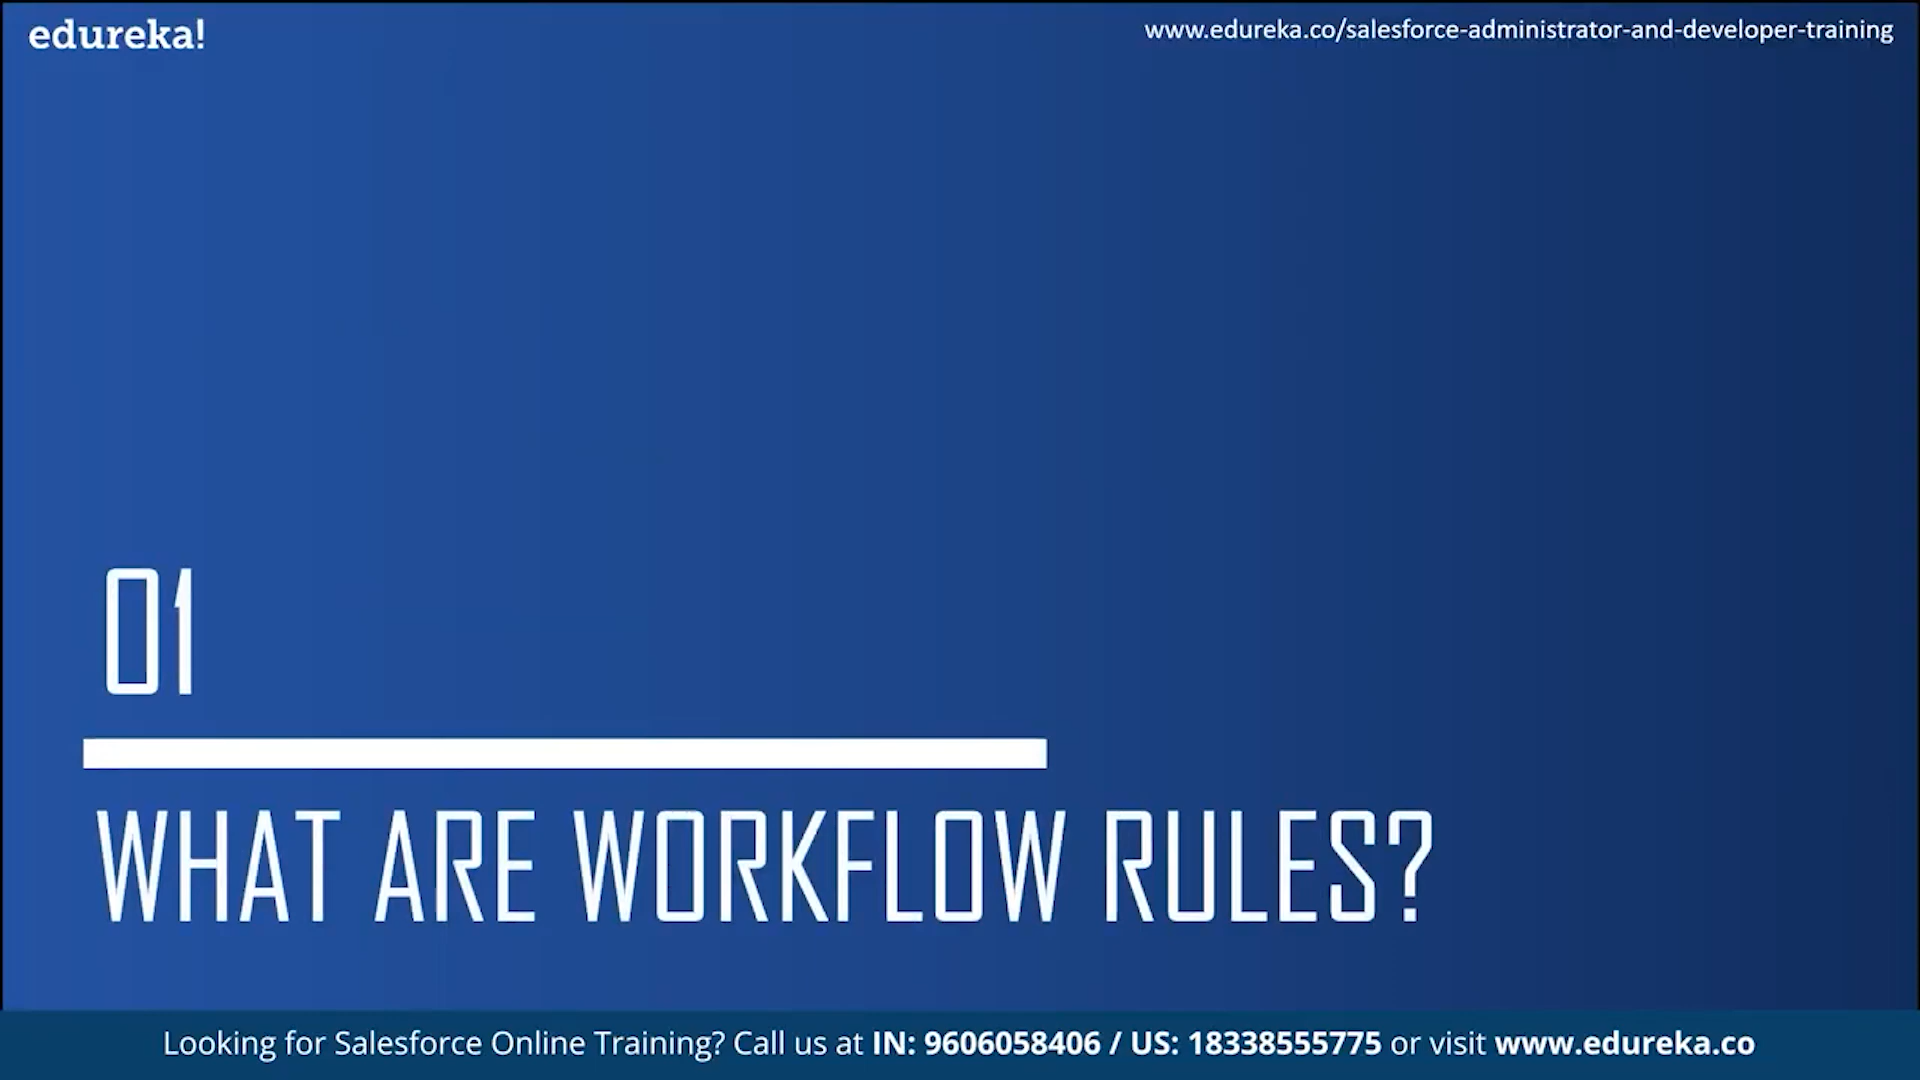 edureka!
www.edureka.co/salesforce-administrator-and-developer-training
01
WHAT ARE WORKFLOW RULES?
Looking for Salesforce Online Training? Call us at IN: 9606058406 / US: 18338555775 or visit www.edureka.co